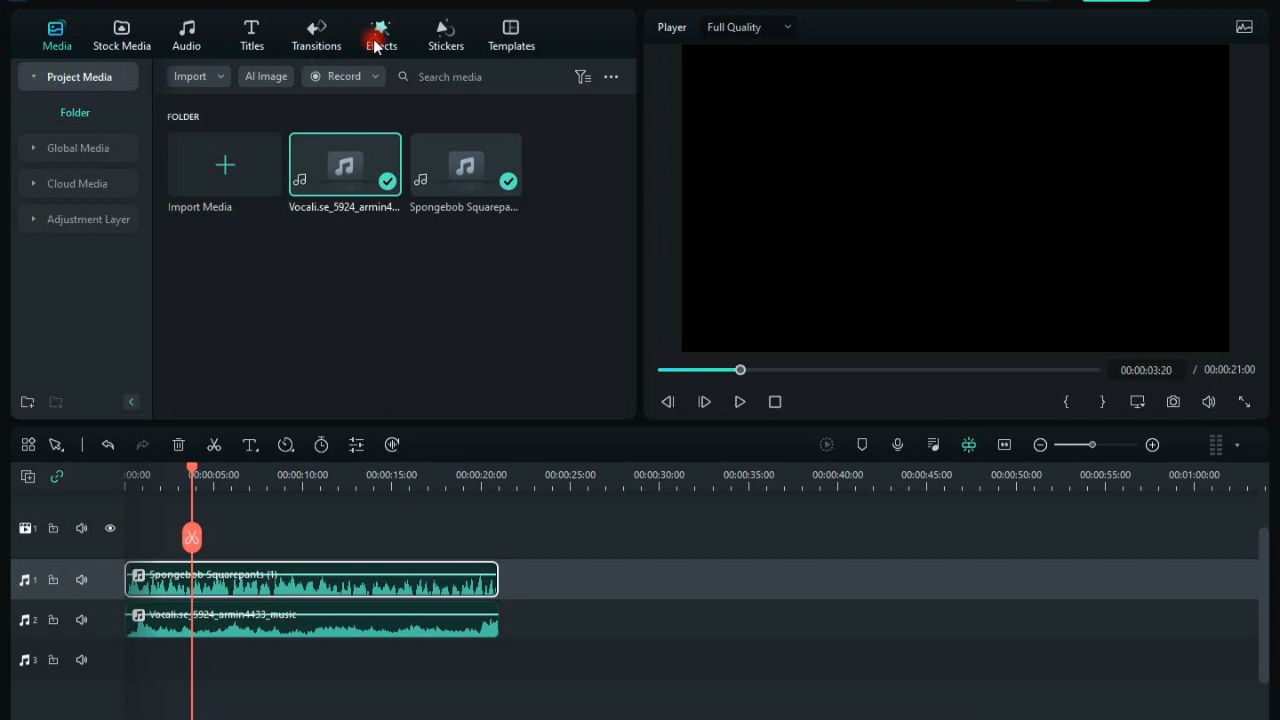 Media Stock Media Audio Titles Transitions Effects Stickers Templates
Player Full Quality
Project Media
Import AI Image Record Search media
Folder
FOLDER
Global Media
Cloud Media
Adjustment Layer
Import Media Vocali.se_5924_armin4... Spongebob Squarepa...
00:00:03:20 / 00:00:21:00
:00:00 00:00:05:00 00:00:10:00 00:00:15:00 00:00:20:00 00:00:25:00 00:00:30:00 00:00:35:00 00:00:40:00 00:00:45:00 00:00:50:00 00:00:55:00 00:01:00:00
1
1 Spongebob Squarepants (1)
2 Vocali.se_5924_armin4433_music
3